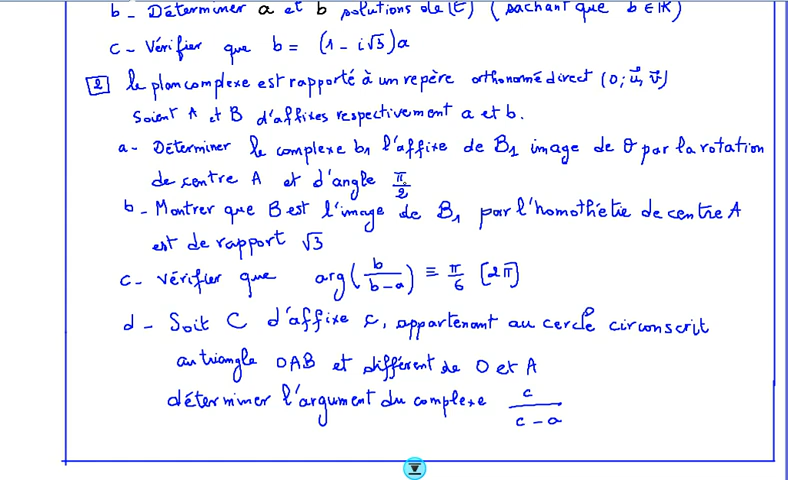 b - Déterminer a et b solutions de (E) (sachant que b ∈ ℝ)
c - Vérifier que b = (1 - i√3)a
2 le plan complexe est rapporté à un repère orthonormé direct (O; u⃗, v⃗)
Soient A et B d'affixes respectivement a et b.
a - Déterminer le complexe b₁ l'affixe de B₁ image de O par la rotation
de centre A et d'angle π/2
b - Montrer que B est l'image de B₁ par l'homothétie de centre A
est de rapport √3
c - Vérifier que arg(b/(b-a)) ≡ π/6 [2π]
d - Soit C d'affixe c, appartenant au cercle circonscrit
au triangle OAB et différent de O et A
déterminer l'argument du complexe c/(c-a)